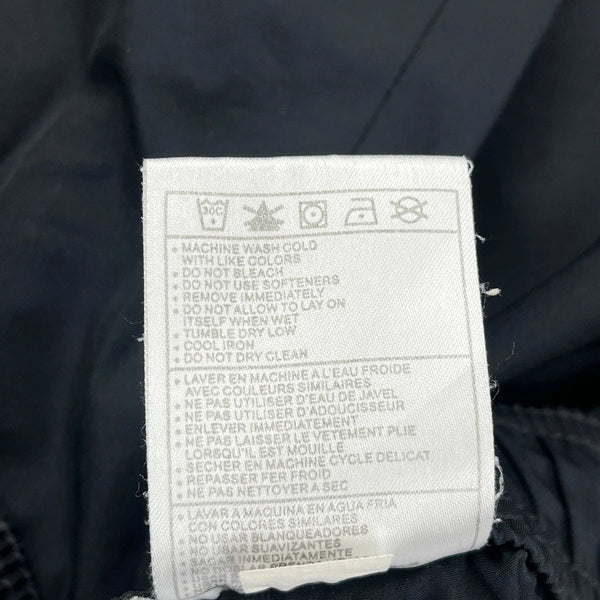 30C
• MACHINE WASH COLD
WITH LIKE COLORS
• DO NOT BLEACH
• DO NOT USE SOFTENERS
• REMOVE IMMEDIATELY
• DO NOT ALLOW TO LAY ON
ITSELF WHEN WET
• TUMBLE DRY LOW
• COOL IRON
• DO NOT DRY CLEAN
• LAVER EN MACHINE A L'EAU FROIDE
AVEC COULEURS SIMILAIRES
• NE PAS UTILISER D'EAU DE JAVEL
• NE PAS UTILISER D'ADOUCISSEUR
ENLEVER IMMEDIATEMENT
• NE PAS LAISSER LE VETEMENT PLIE
LORSQU'IL EST MOUILLE
• SECHER EN MACHINE CYCLE DELICAT
• REPASSER FER FROID
• NE PAS NETTOYER A SEC
• LAVAR A MAQUINA EN AGUA FRIA
CON COLORES SIMILARES
• NO USAR BLANQUEADORES
• NO USAR SUAVIZANTES
• SACAR INMEDIATAMENTE